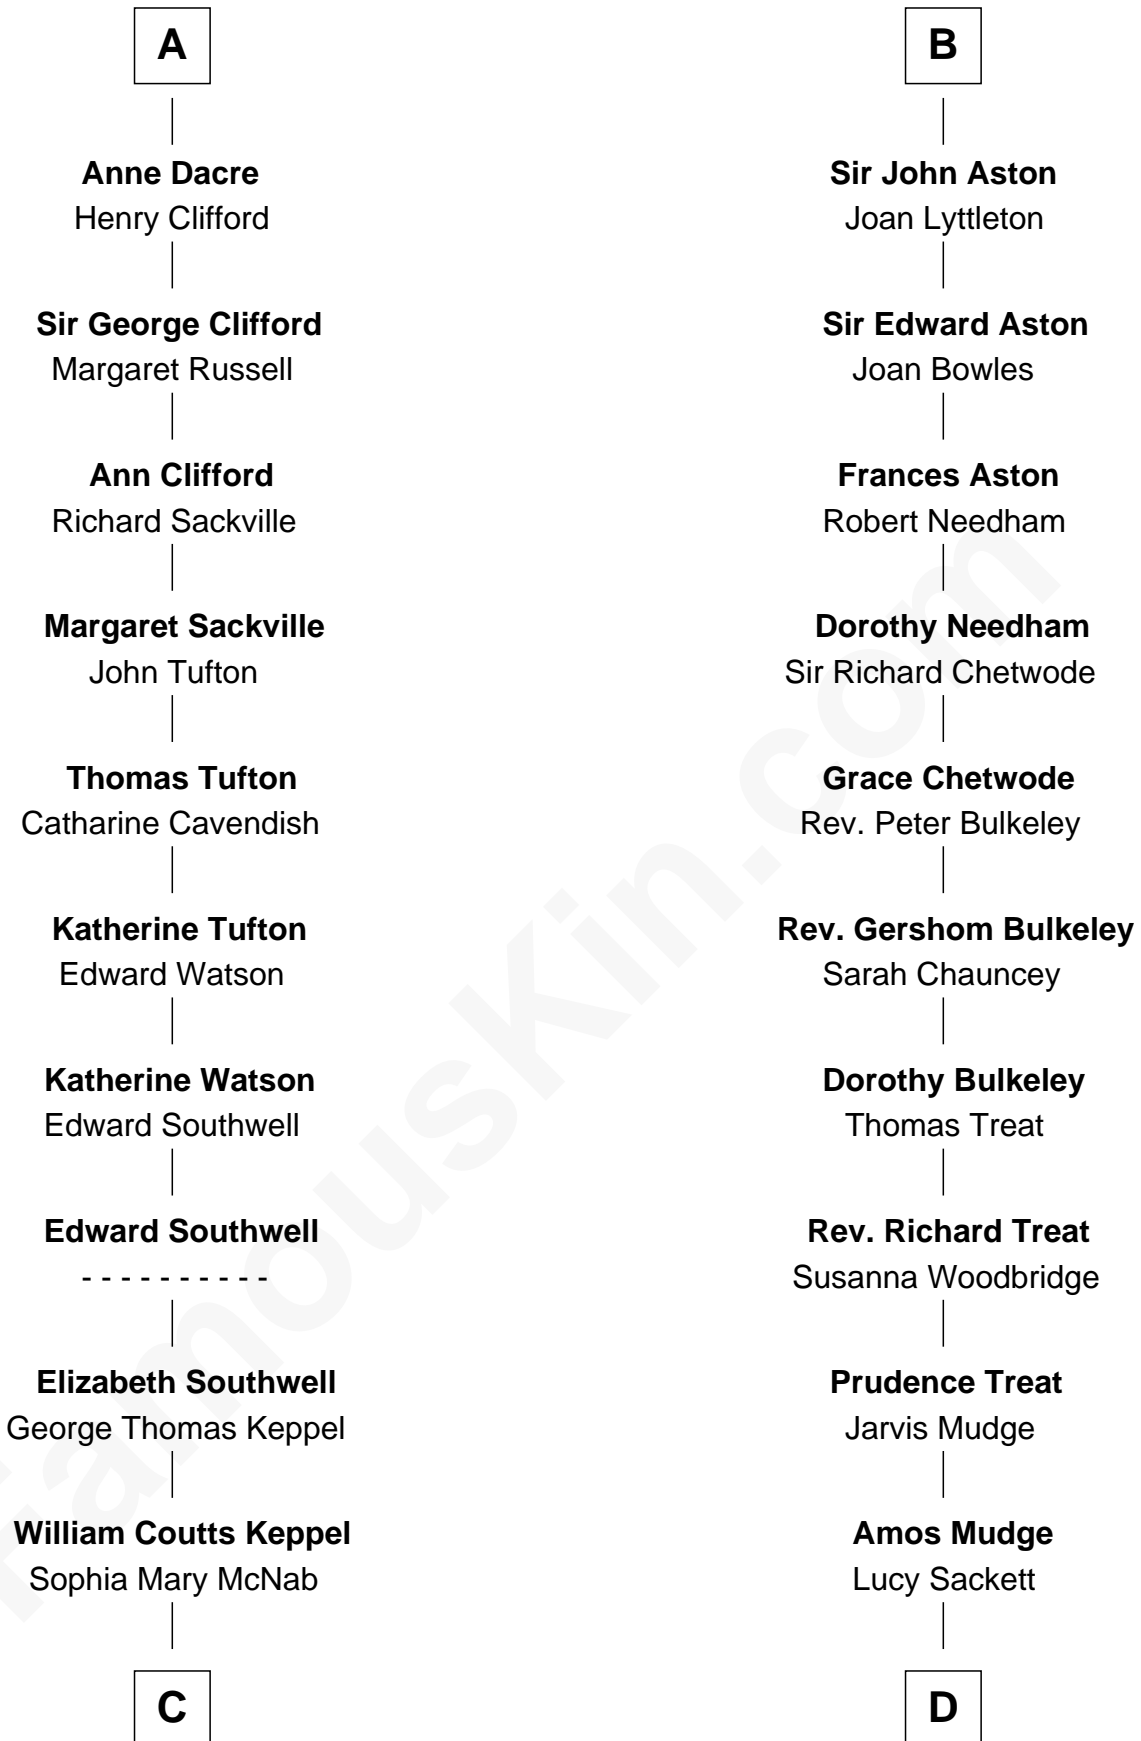 A
Anne Dacre
Henry Clifford
Sir George Clifford
Margaret Russell
Ann Clifford
Richard Sackville
Margaret Sackville
John Tufton
Thomas Tufton
Catharine Cavendish
Katherine Tufton
Edward Watson
Katherine Watson
Edward Southwell
Edward Southwell
- - - - - - - - - -
Elizabeth Southwell
George Thomas Keppel
William Coutts Keppel
Sophia Mary McNab
C
B
Sir John Aston
Joan Lyttleton
Sir Edward Aston
Joan Bowles
Frances Aston
Robert Needham
Dorothy Needham
Sir Richard Chetwode
Grace Chetwode
Rev. Peter Bulkeley
Rev. Gershom Bulkeley
Sarah Chauncey
Dorothy Bulkeley
Thomas Treat
Rev. Richard Treat
Susanna Woodbridge
Prudence Treat
Jarvis Mudge
Amos Mudge
Lucy Sackett
D
FamousKin.com